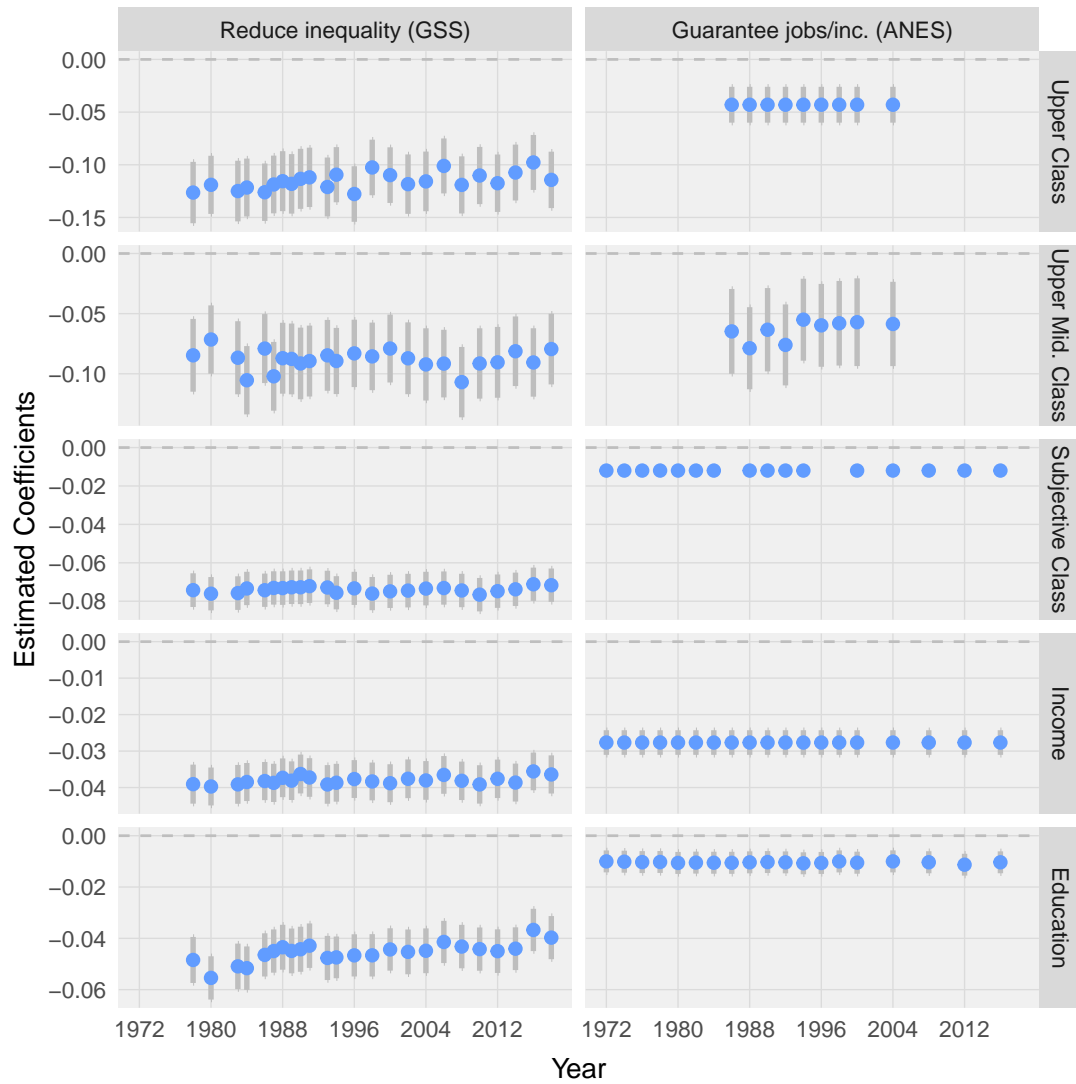 Reduce inequality (GSS)
Guarantee jobs/inc. (ANES)
0.00
−0.05
−0.10
−0.15
Upper Class
0.00
−0.05
−0.10
Upper Mid. Class
0.00
−0.02
−0.04
−0.06
−0.08
Subjective Class
0.00
−0.01
−0.02
−0.03
−0.04
Income
0.00
−0.02
−0.04
−0.06
Education
Estimated Coefficients
1972 1980 1988 1996 2004 2012
1972 1980 1988 1996 2004 2012
Year